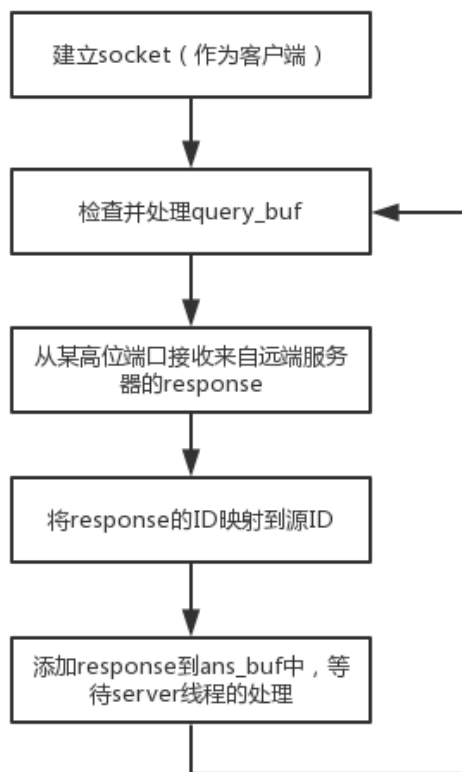 建立socket（作为客户端）
检查并处理query_buf
从某高位端口接收来自远端服务
器的response
将response的ID映射到源ID
添加response到ans_buf中，等
待server线程的处理